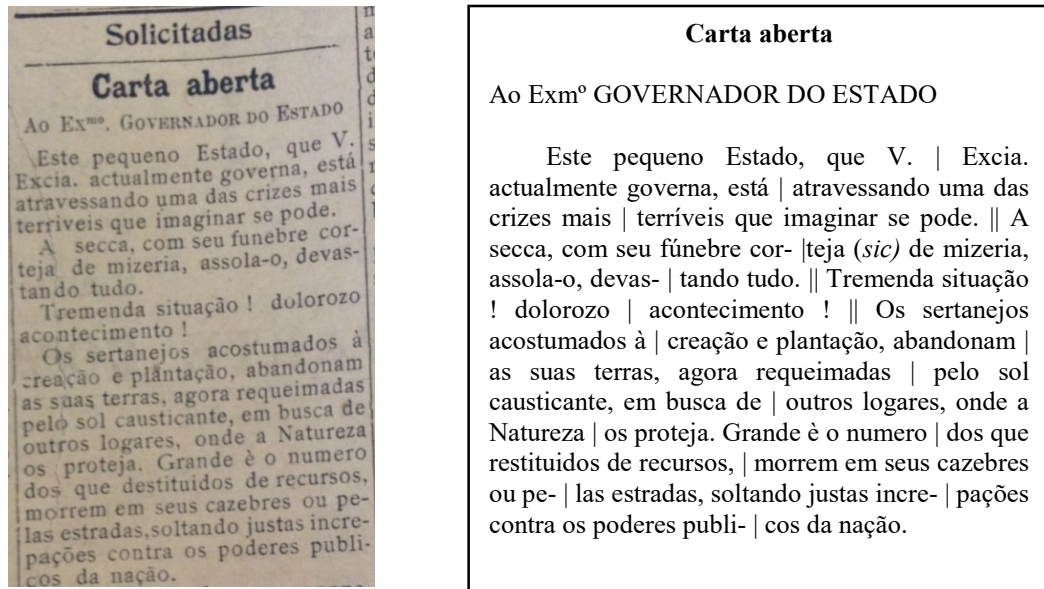 Solicitadas
Carta aberta
Ao Exmo. GOVERNADOR DO ESTADO
Este pequeno Estado, que V.
Excia. actualmente governa, está
atravessando uma das crizes mais
terriveis que imaginar se pode.
A secca, com seu funebre cor-
teja de mizeria, assola-o, devas-
tando tudo.
Tremenda situação ! dolorozo
acontecimento !
Os sertanejos acostumados à
creação e plantação, abandonam
as suas terras, agora requeimadas
pelo sol causticante, em busca de
outros logares, onde a Natureza
os proteja. Grande è o numero
dos que destituidos de recursos,
morrem em seus cazebres ou pe-
las estradas,soltando justas incre-
pações contra os poderes publi-
cos da nação.
Carta aberta
Ao Exmº GOVERNADOR DO ESTADO
Este pequeno Estado, que V. | Excia.
actualmente governa, está | atravessando uma das
crizes mais | terríveis que imaginar se pode. || A
secca, com seu fúnebre cor- |teja (sic) de mizeria,
assola-o, devas- | tando tudo. || Tremenda situação
! dolorozo | acontecimento ! || Os sertanejos
acostumados à | creação e plantação, abandonam |
as suas terras, agora requeimadas | pelo sol
causticante, em busca de | outros logares, onde a
Natureza | os proteja. Grande è o numero | dos que
restituidos de recursos, | morrem em seus cazebres
ou pe- | las estradas, soltando justas incre- | pações
contra os poderes publi- | cos da nação.